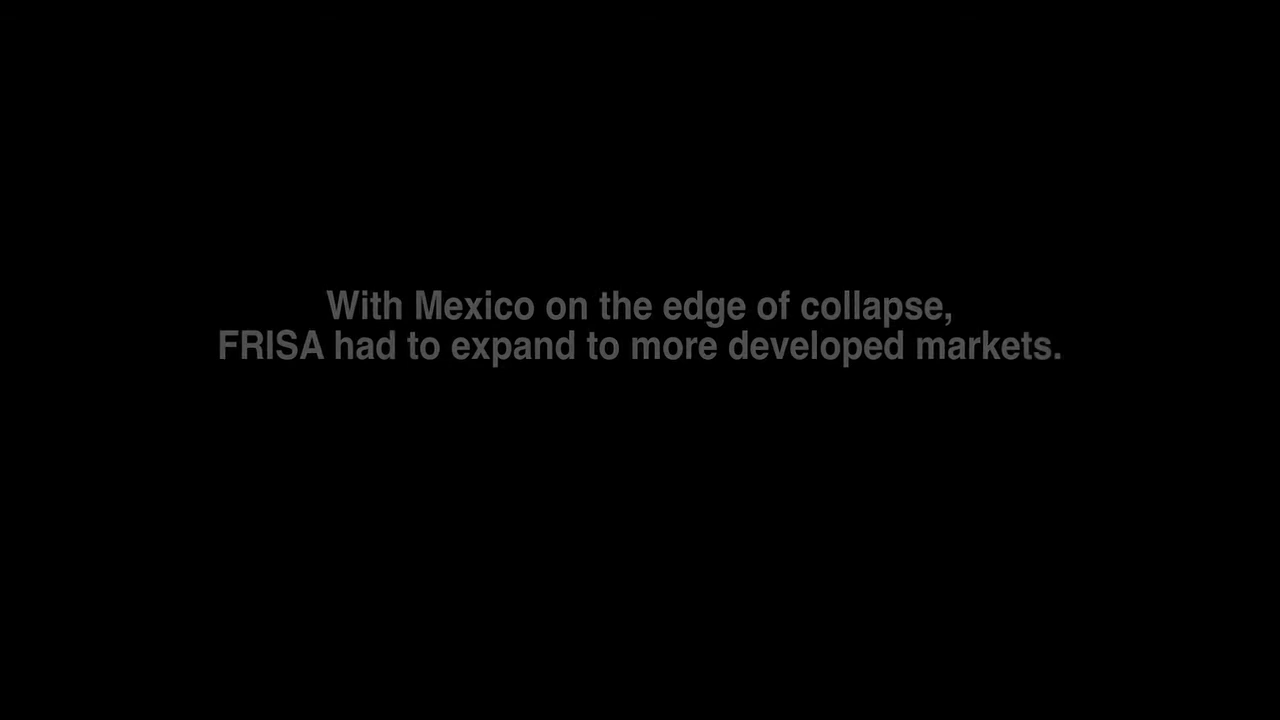 With Mexico on the edge of collapse,
FRISA had to expand to more developed markets.